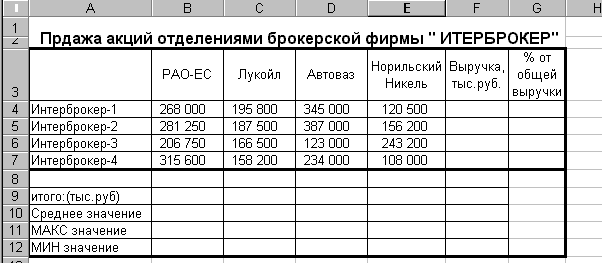 A B C D E F G H
1 Прдажа акций отделениями брокерской фирмы " ИТЕРБРОКЕР"
2
3 РАО-ЕС Лукойл Автоваз Норильский Никель Выручка, тыс.руб. % от общей выручки
4 Интерброкер-1 268 000 195 800 345 000 120 500
5 Интерброкер-2 281 250 187 500 387 000 156 200
6 Интерброкер-3 206 750 166 500 123 000 243 200
7 Интерброкер-4 315 600 158 200 234 000 108 000
8
9 итого:(тыс.руб)
10 Среднее значение
11 МАКС значение
12 МИН значение